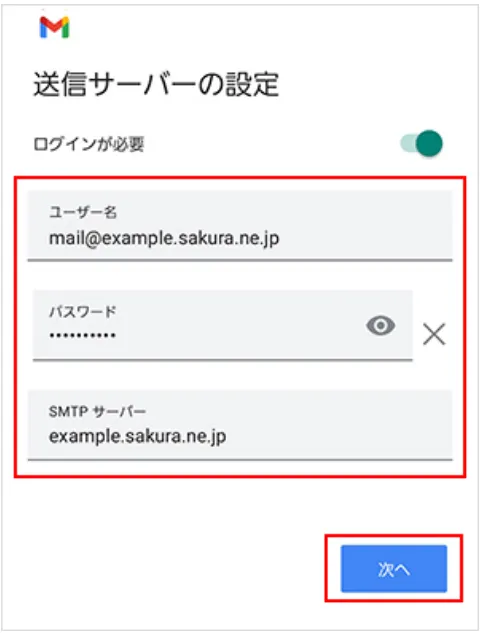 送信サーバーの設定
ログインが必要
ユーザー名
mail@example.sakura.ne.jp
パスワード
••••••••••
SMTP サーバー
example.sakura.ne.jp
次へ